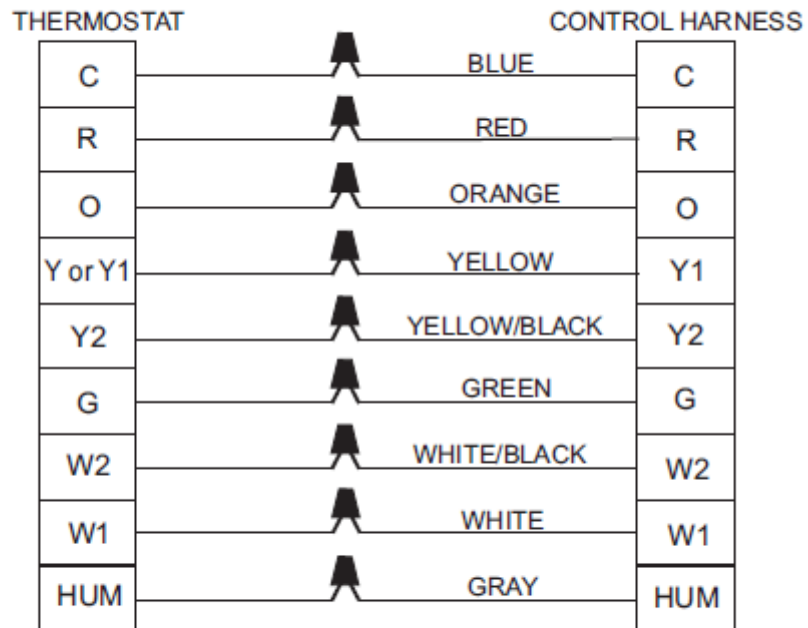 THERMOSTAT CONTROL HARNESS
C BLUE C
R RED R
O ORANGE O
Y or Y1 YELLOW Y1
Y2 YELLOW/BLACK Y2
G GREEN G
W2 WHITE/BLACK W2
W1 WHITE W1
HUM GRAY HUM